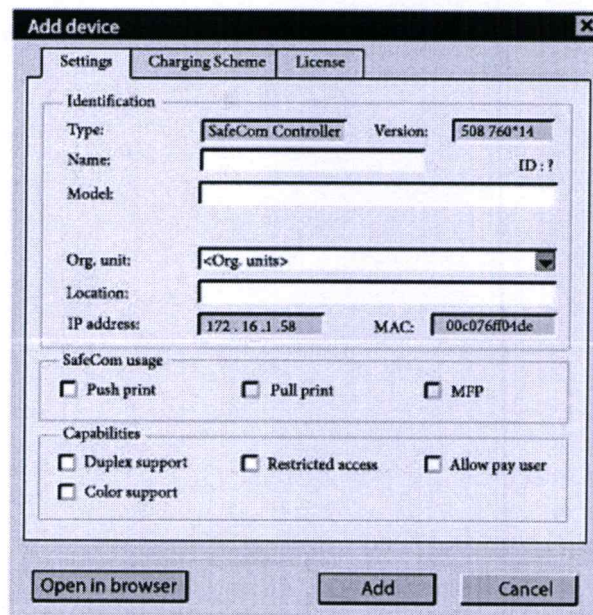 Add device
Settings Charging Scheme License
Identification
Type: SafeCom Controller Version: 508 760*14
Name: ID : ?
Model:
Org. unit: <Org. units>
Location:
IP address: 172 . 16 .1 .58 MAC: 00c076ff04de
SafeCom usage
Push print Pull print MFP
Capabilities
Duplex support Restricted access Allow pay user
Color support
Open in browser Add Cancel